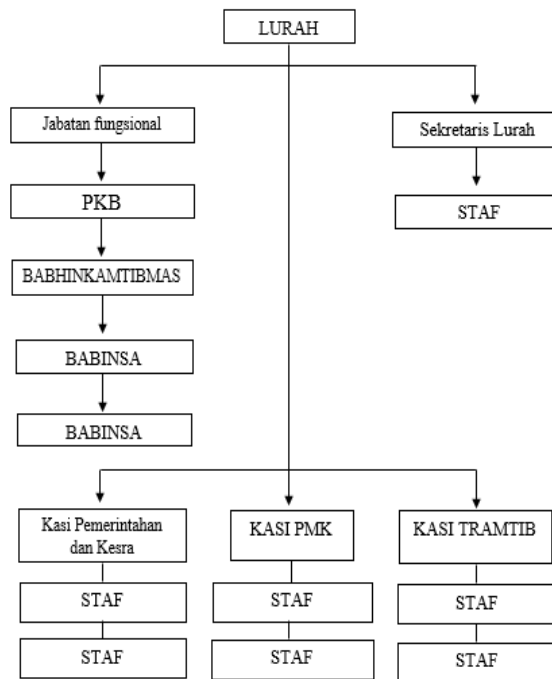 LURAH
Jabatan fungsional
Sekretaris Lurah
PKB
STAF
BABHINKAMTIBMAS
BABINSA
BABINSA
Kasi Pemerintahan
dan Kesra
KASI PMK
KASI TRAMTIB
STAF
STAF
STAF
STAF
STAF
STAF